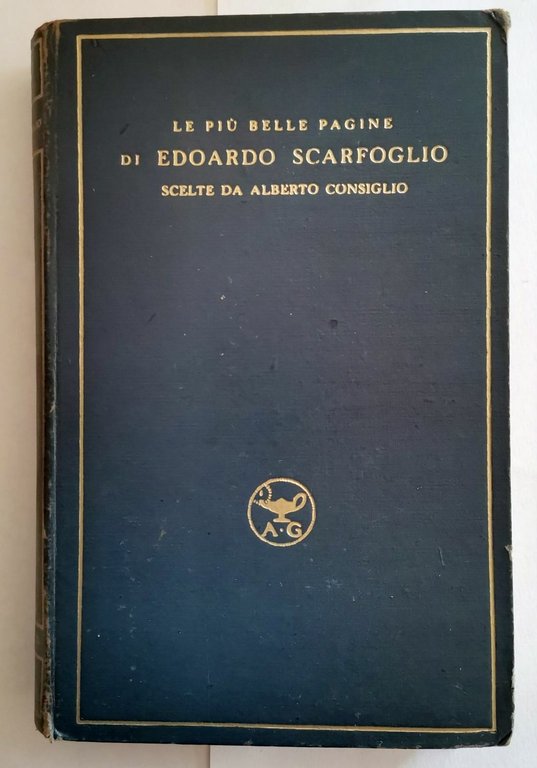 LE PIÙ BELLE PAGINE
DI EDOARDO SCARFOGLIO
SCELTE DA ALBERTO CONSIGLIO
A·G